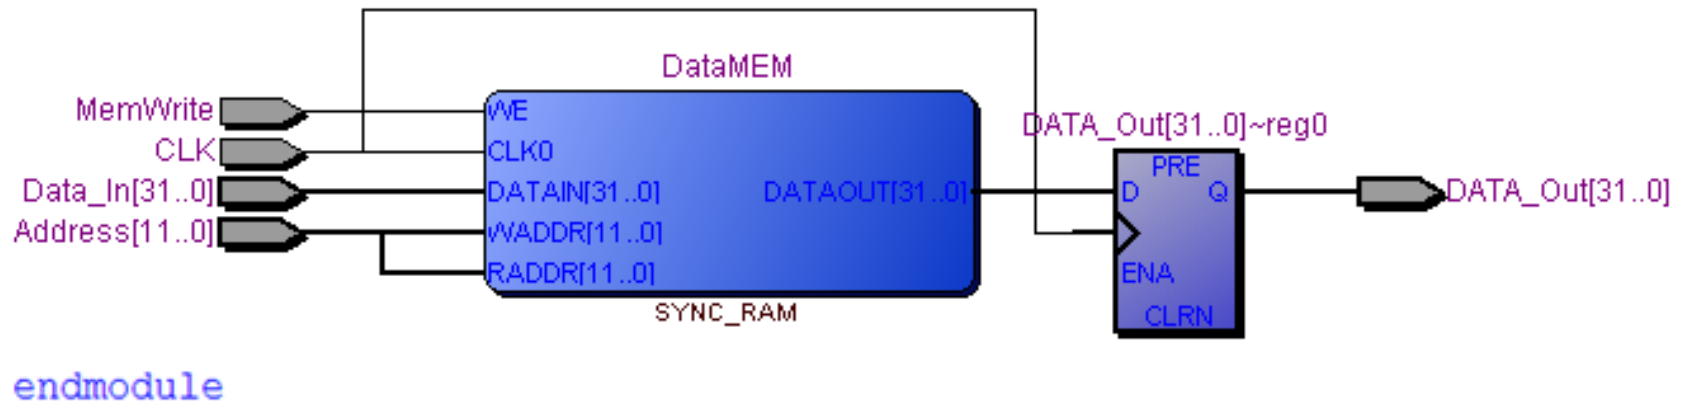 DataMEM
MemWrite
WE
DATA_Out[31..0]~reg0
CLK
CLK0
PRE
Data_In[31..0]
DATAIN[31..0]
DATAOUT[31..0]
D
Q
DATA_Out[31..0]
Address[11..0]
WADDR[11..0]
RADDR[11..0]
ENA
SYNC_RAM
CLRN
endmodule